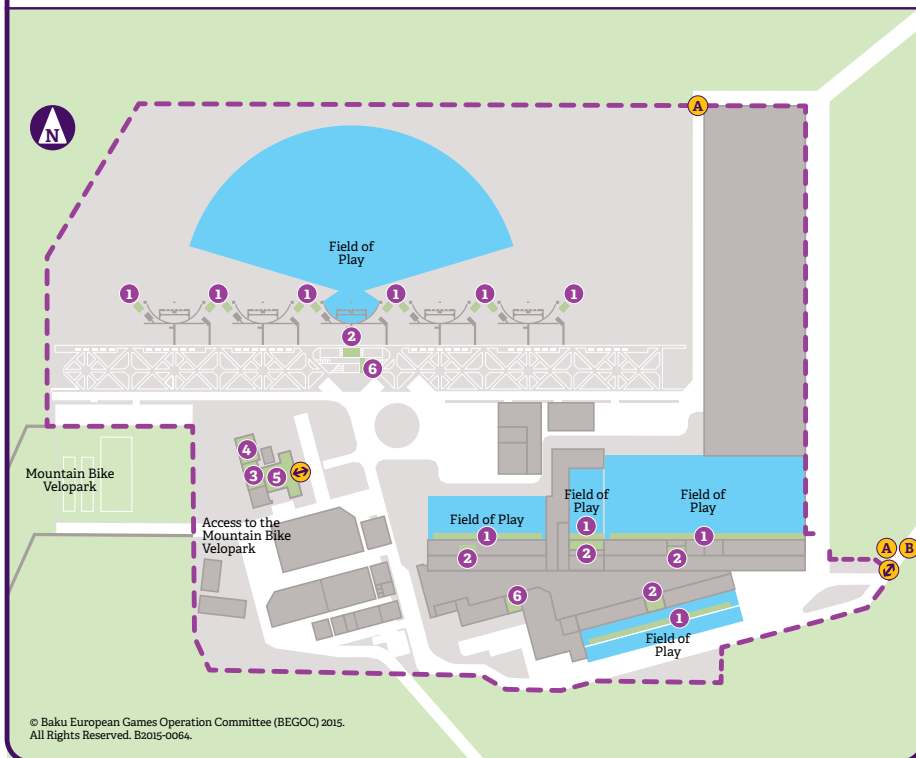 A
N
Field of
Play
1
1
1
1
1
1
2
6
4
3
5
Mountain Bike
Velopark
Access to the
Mountain Bike
Velopark
Field of Play
1
2
Field of
Play
1
2
Field of
Play
1
2
A B
6
2
1
Field of
Play
© Baku European Games Operation Committee (BEGOC) 2015.
All Rights Reserved. B2015-0064.